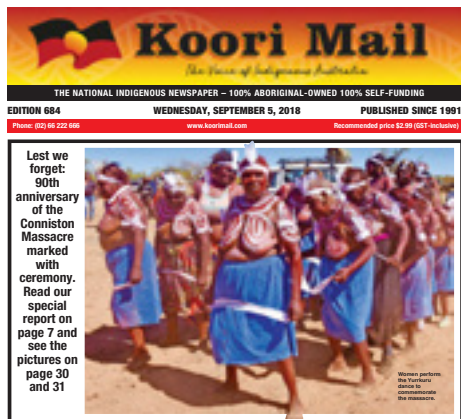 Koori Mail
The Voice of Indigenous Australia
THE NATIONAL INDIGENOUS NEWSPAPER – 100% ABORIGINAL-OWNED 100% SELF-FUNDING
EDITION 684 WEDNESDAY, SEPTEMBER 5, 2018 PUBLISHED SINCE 1991
Phone: (02) 66 222 666 www.koorimail.com Recommended price $2.99 (GST-inclusive)
Lest we
forget:
90th
anniversary
of the
Conniston
Massacre
marked
with
ceremony.
Read our
special
report on
page 7 and
see the
pictures on
page 30
and 31
Women perform
the Yurrkuru
dance to
commemorate
the massacre.